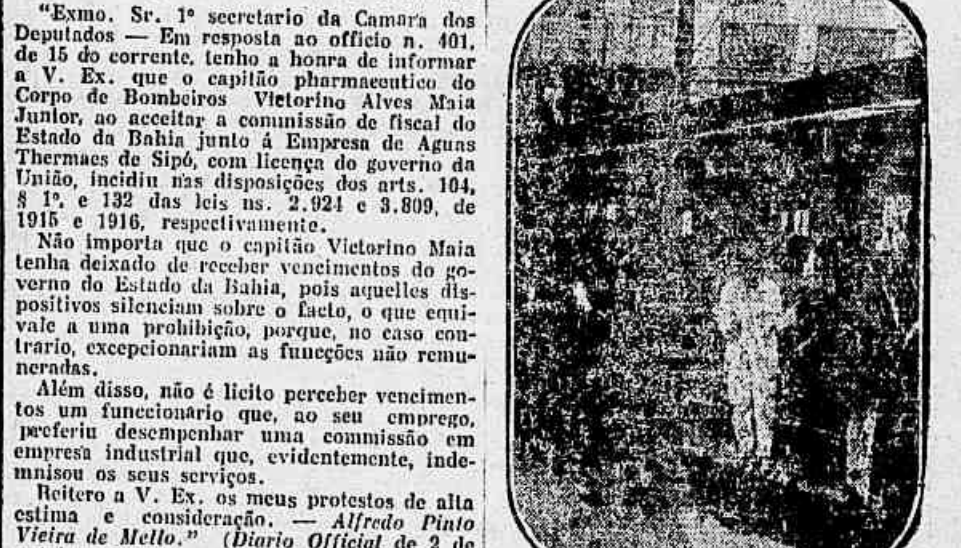 "Exmo. Sr. 1º secretario da Camara dos
Deputados — Em resposta ao officio n. 401,
de 15 do corrente, tenho a honra de informar
a V. Ex. que o capitão pharmaceutico do
Corpo de Bombeiros Victorino Alves Maia
Junior, ao acceitar a commissão de fiscal do
Estado da Bahia junto á Empresa de Aguas
Thermaes de Sipó, com licença do governo da
União, incidiu nas disposições dos arts. 104,
§ 1º, e 132 das leis ns. 2.924 e 3.809, de
1915 e 1916, respectivamente.
Não importa que o capitão Victorino Maia
tenha deixado de receber vencimentos do go-
verno do Estado da Bahia, pois aquelles dis-
positivos silenciam sobre o facto, o que equi-
vale a uma prohibição, porque, no caso con-
trario, excepcionariam as funcções não remu-
neradas.
Além disso, não é licito perceber vencimen-
tos um funccionario que, ao seu emprego,
preferiu desempenhar uma commissão em
empresa industrial que, evidentemente, inde-
mnisou os seus serviços.
Reitero a V. Ex. os meus protestos de alta
estima e consideração. — Alfredo Pinto
Vieira de Mello." (Diario Official de 2 de